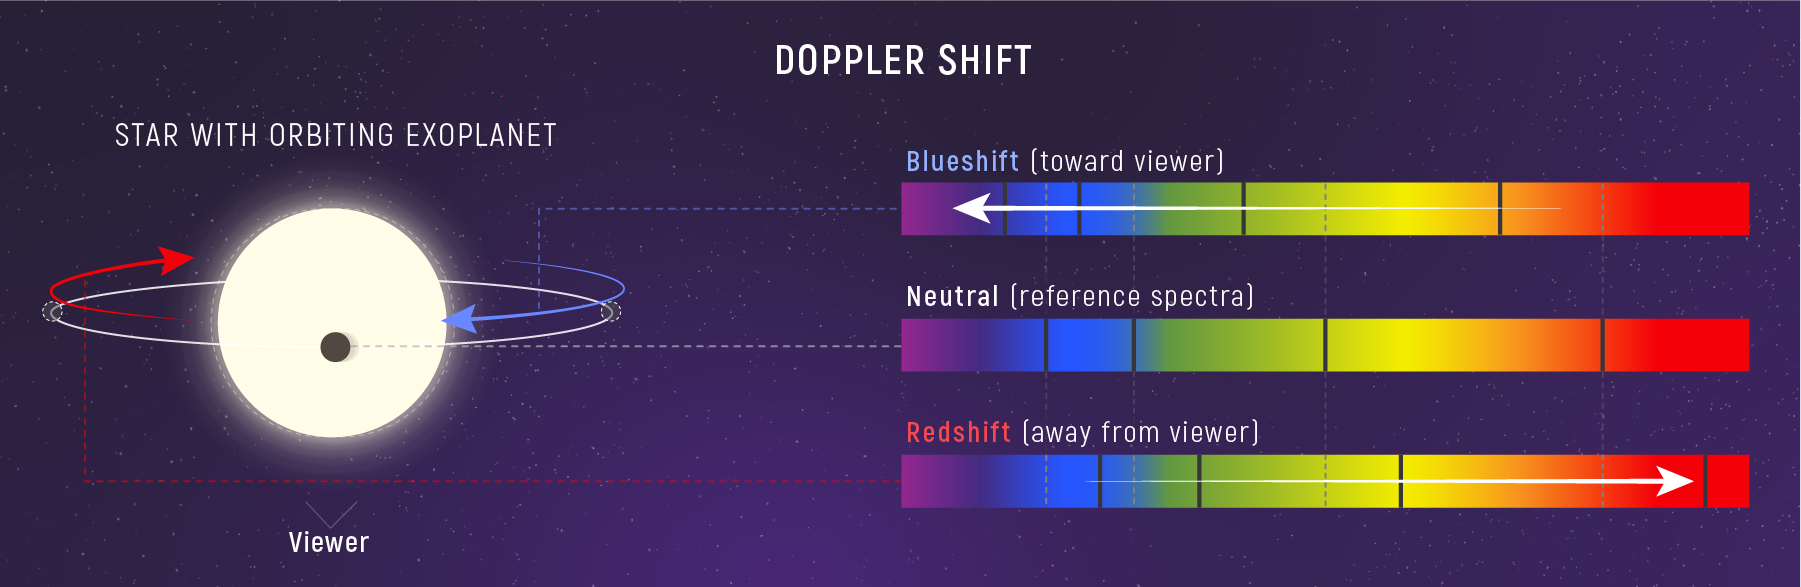 DOPPLER SHIFT
STAR WITH ORBITING EXOPLANET
Viewer
Blueshift (toward viewer)
Neutral (reference spectra)
Redshift (away from viewer)